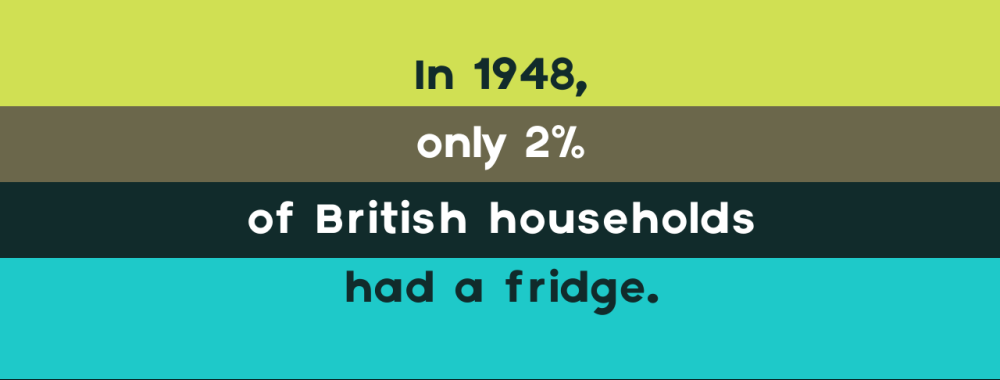 In 1948,
only 2%
of British households
had a fridge.